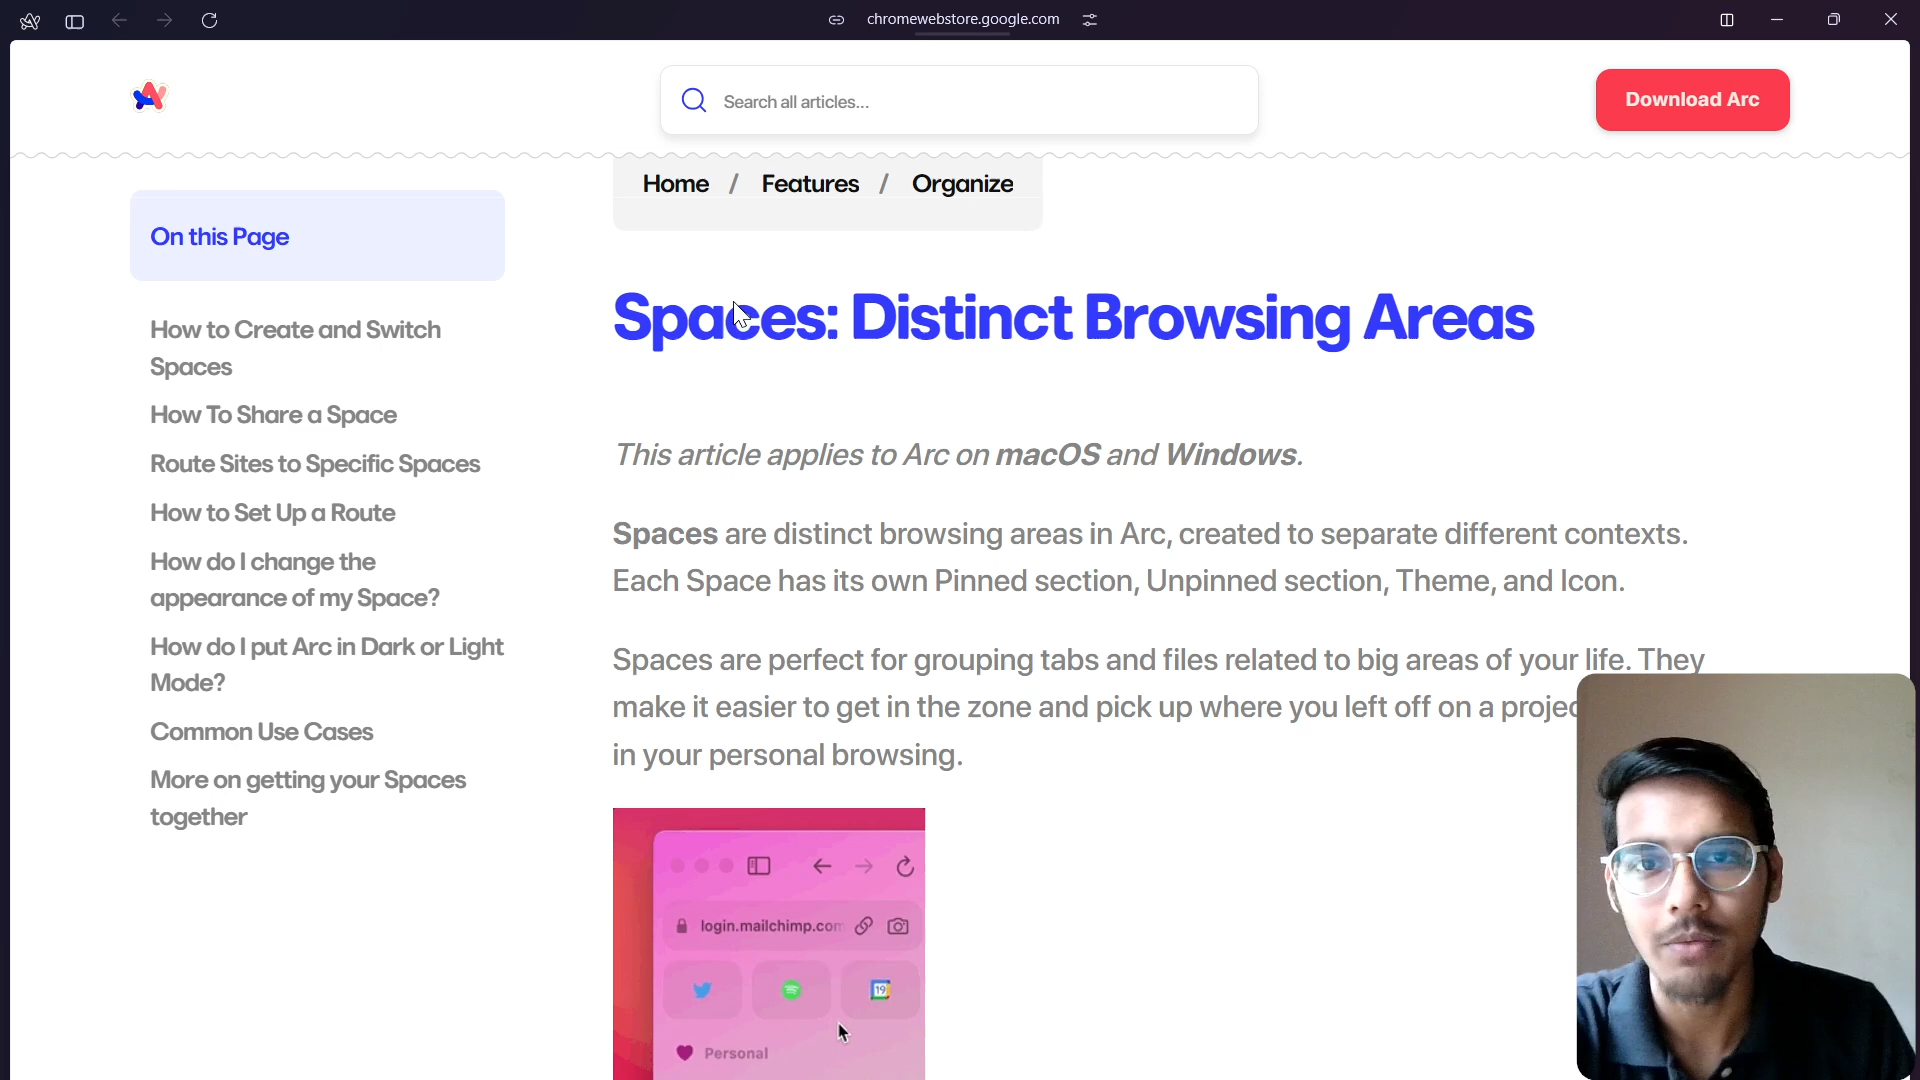 chromewebstore.google.com
Search all articles...
Download Arc
Home / Features / Organize
On this Page
How to Create and Switch
Spaces
How To Share a Space
Route Sites to Specific Spaces
How to Set Up a Route
How do I change the
appearance of my Space?
How do I put Arc in Dark or Light
Mode?
Common Use Cases
More on getting your Spaces
together
Spaces: Distinct Browsing Areas
This article applies to Arc on macOS and Windows.
Spaces are distinct browsing areas in Arc, created to separate different contexts.
Each Space has its own Pinned section, Unpinned section, Theme, and Icon.
Spaces are perfect for grouping tabs and files related to big areas of your life. They
make it easier to get in the zone and pick up where you left off on a
in your personal browsing.
login.mailchimp.com
19
Personal